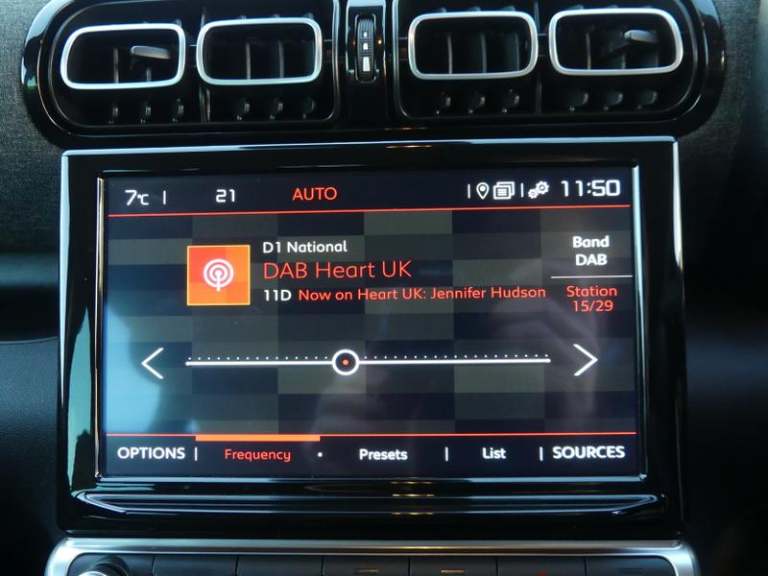 7°C | 21 AUTO | | 11:50
D1 National
Band
DAB Heart UK
DAB
11D Now on Heart UK: Jennifer Hudson
Station
15/29
OPTIONS | Frequency • Presets | List | SOURCES